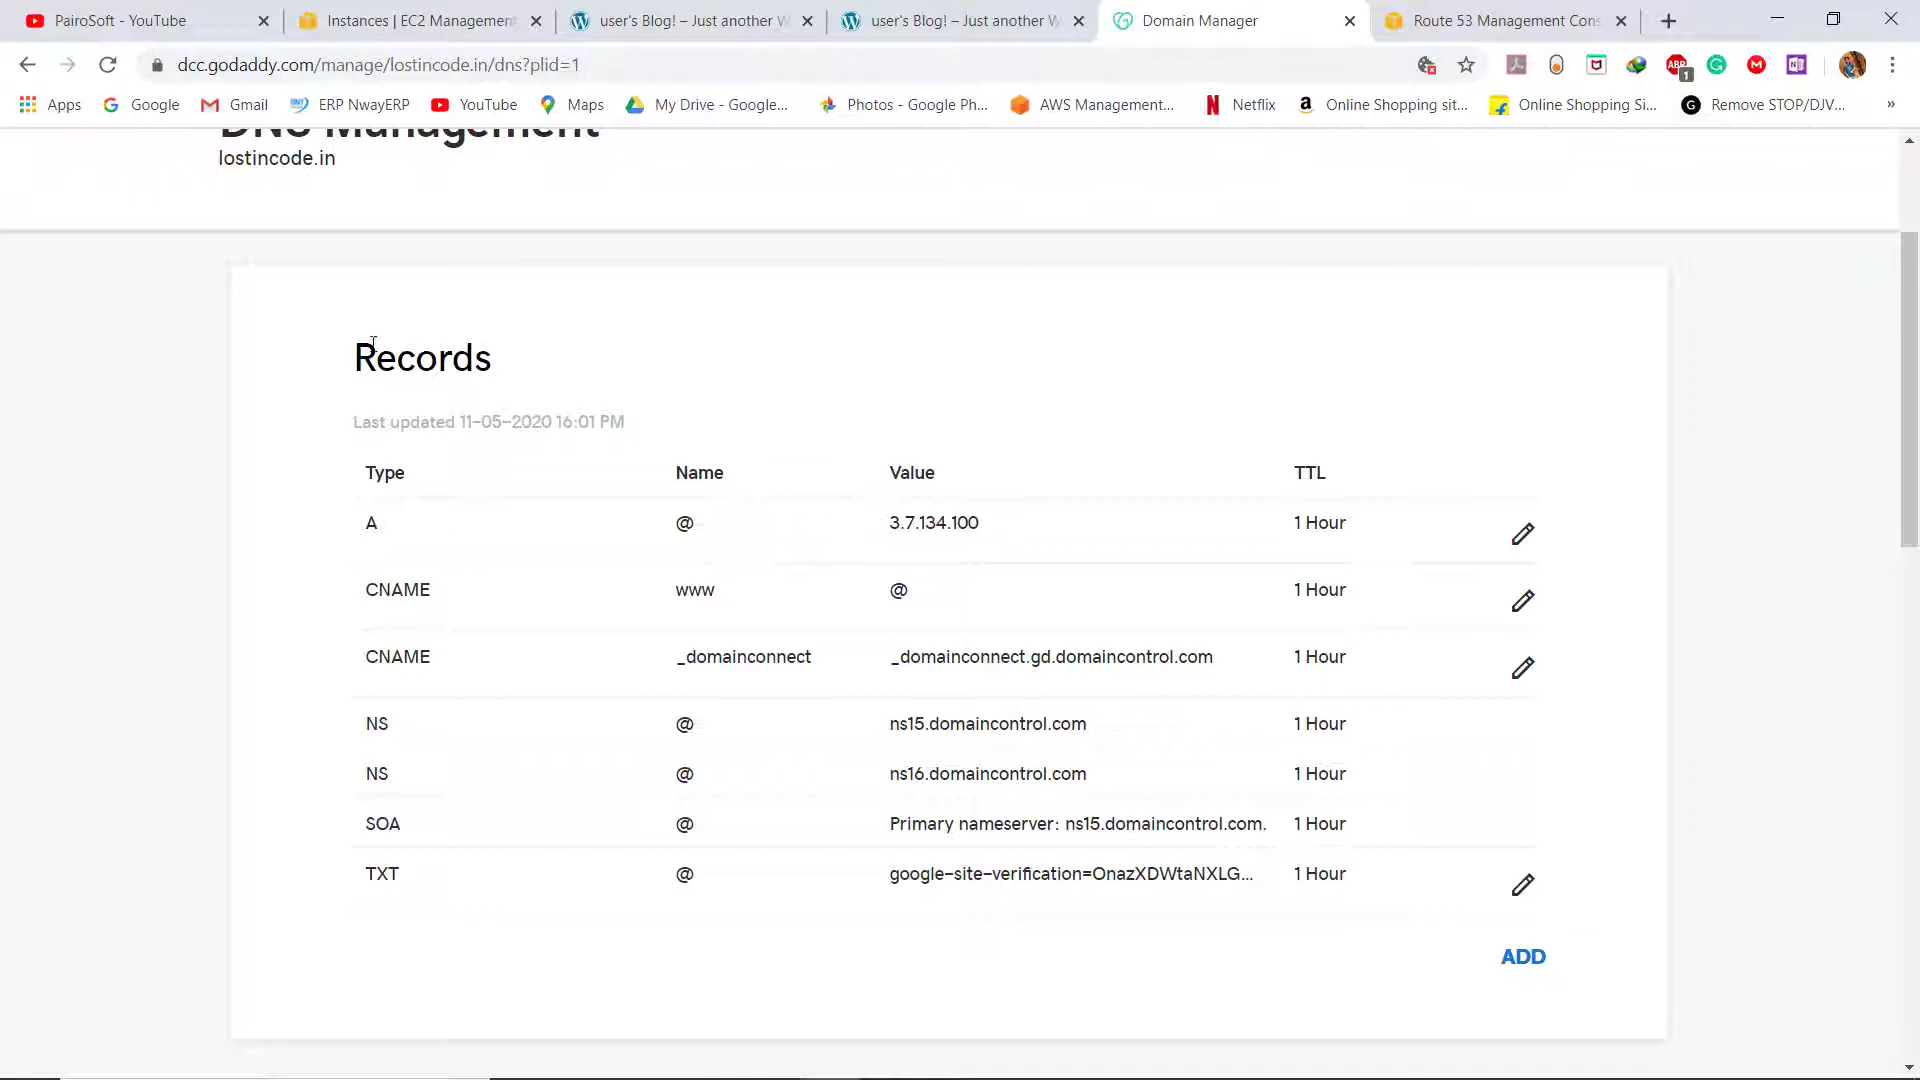 PairoSoft - YouTube
Instances | EC2 Management
user's Blog! – Just another W
user's Blog! – Just another W
Domain Manager
Route 53 Management Cons
dcc.godaddy.com/manage/lostincode.in/dns?plid=1
ABP
1
Apps
Google
Gmail
ERP NwayERP
YouTube
Maps
My Drive - Google...
Photos - Google Ph...
AWS Management...
Netflix
Online Shopping sit...
Online Shopping Si...
Remove STOP/DJV...
»
DNS Management
lostincode.in
Records
Last updated 11-05-2020 16:01 PM
Type Name Value TTL
A @ 3.7.134.100 1 Hour
CNAME www @ 1 Hour
CNAME _domainconnect _domainconnect.gd.domaincontrol.com 1 Hour
NS @ ns15.domaincontrol.com 1 Hour
NS @ ns16.domaincontrol.com 1 Hour
SOA @ Primary nameserver: ns15.domaincontrol.com. 1 Hour
TXT @ google-site-verification=OnazXDWtaNXLG... 1 Hour
ADD